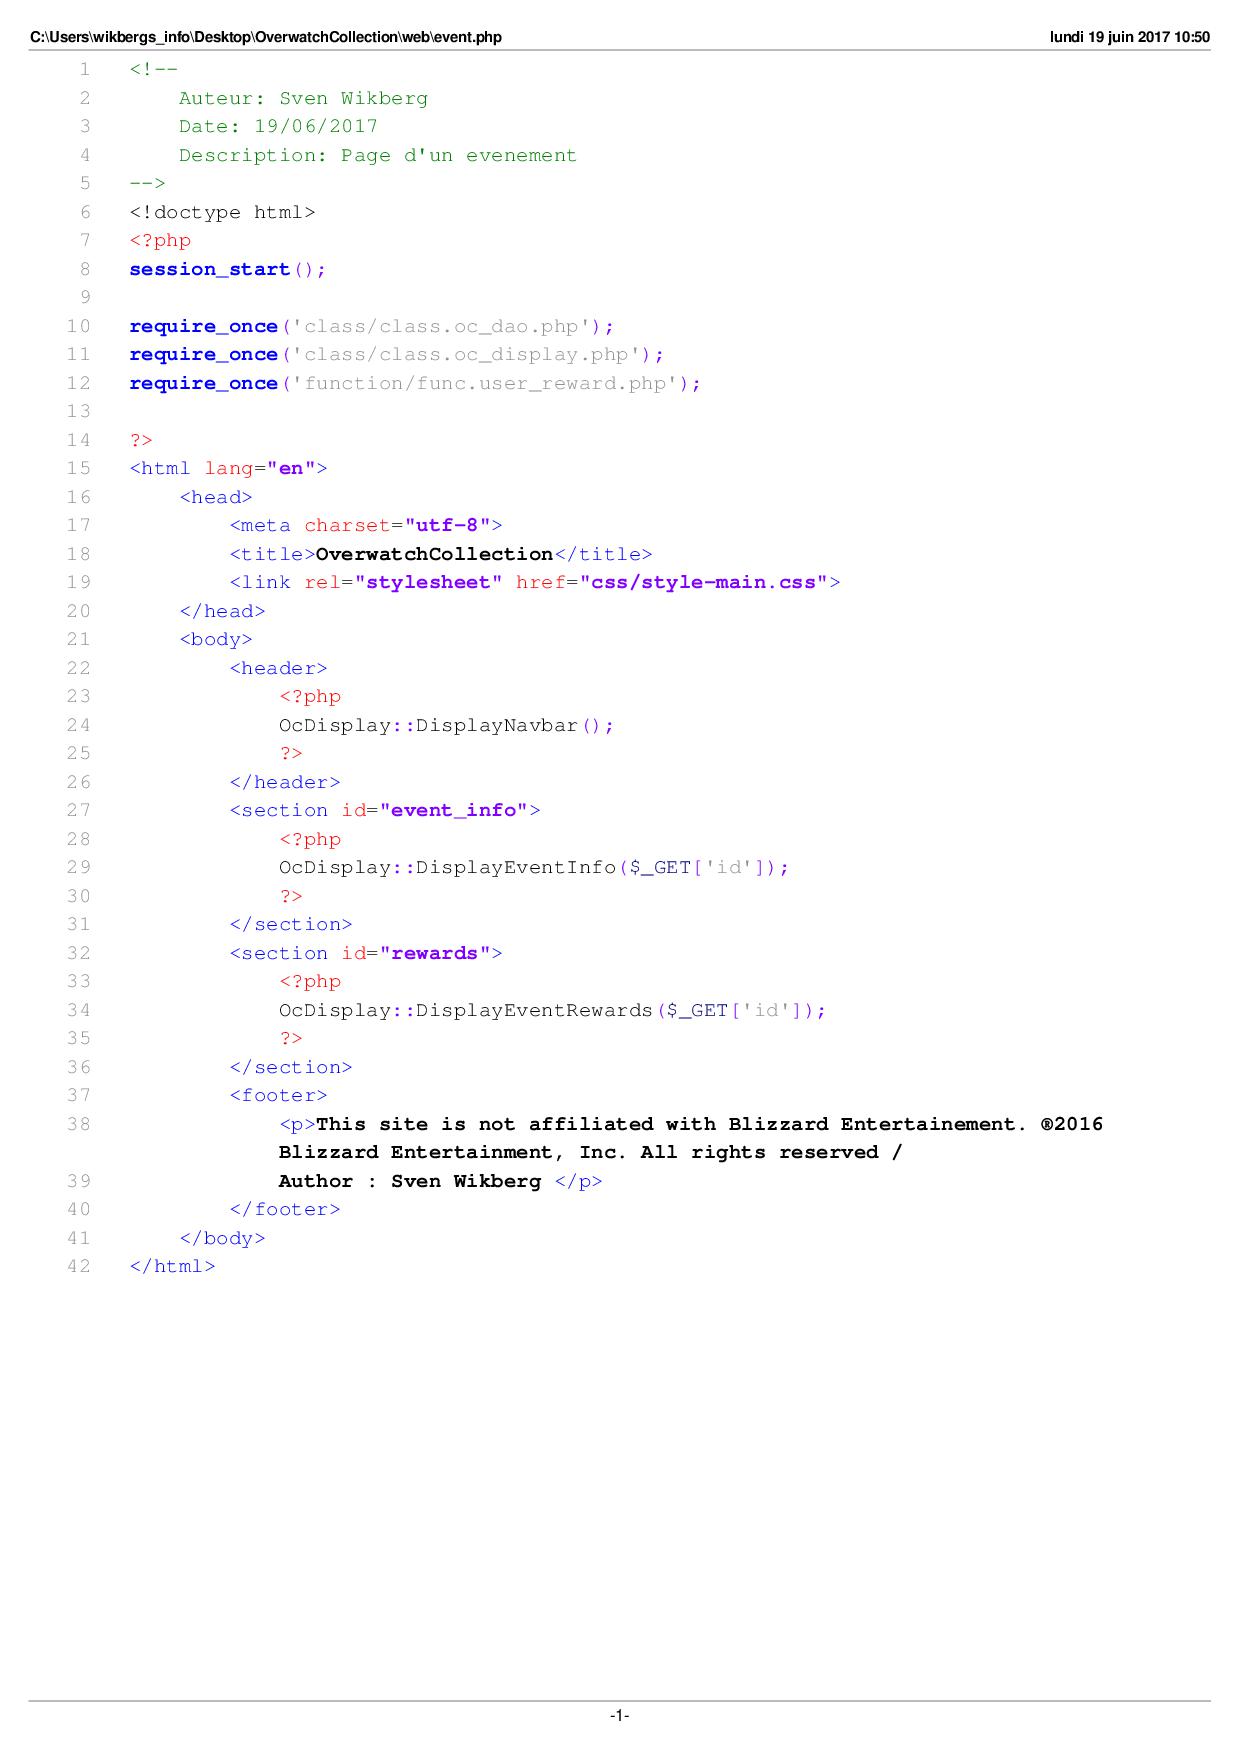 C:\Users\wikbergs_info\Desktop\OverwatchCollection\web\event.php lundi 19 juin 2017 10:50
1 <!--
2 Auteur: Sven Wikberg
3 Date: 19/06/2017
4 Description: Page d'un evenement
5 -->
6 <!doctype html>
7 <?php
8 session_start();
9
10 require_once('class/class.oc_dao.php');
11 require_once('class/class.oc_display.php');
12 require_once('function/func.user_reward.php');
13
14 ?>
15 <html lang="en">
16 <head>
17 <meta charset="utf-8">
18 <title>OverwatchCollection</title>
19 <link rel="stylesheet" href="css/style-main.css">
20 </head>
21 <body>
22 <header>
23 <?php
24 OcDisplay::DisplayNavbar();
25 ?>
26 </header>
27 <section id="event_info">
28 <?php
29 OcDisplay::DisplayEventInfo($_GET['id']);
30 ?>
31 </section>
32 <section id="rewards">
33 <?php
34 OcDisplay::DisplayEventRewards($_GET['id']);
35 ?>
36 </section>
37 <footer>
38 <p>This site is not affiliated with Blizzard Entertainement. ®2016
Blizzard Entertainment, Inc. All rights reserved /
39 Author : Sven Wikberg </p>
40 </footer>
41 </body>
42 </html>
-1-